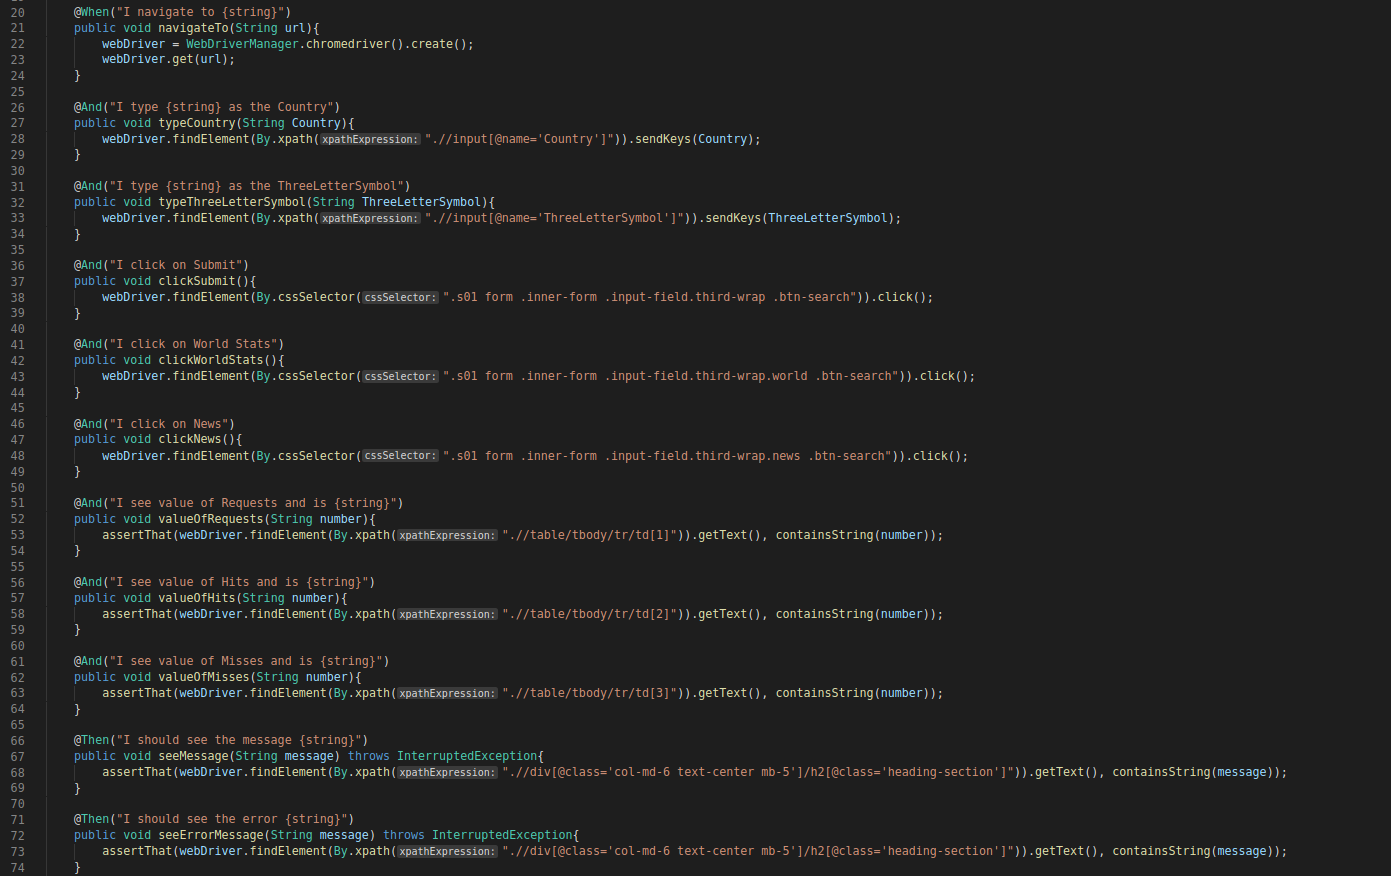 20 @When("I navigate to {string}")
21 public void navigateTo(String url){
22 webDriver = WebDriverManager.chromedriver().create();
23 webDriver.get(url);
24 }
25
26 @And("I type {string} as the Country")
27 public void typeCountry(String Country){
28 webDriver.findElement(By.xpath(xpathExpression: ".//input[@name='Country']")).sendKeys(Country);
29 }
30
31 @And("I type {string} as the ThreeLetterSymbol")
32 public void typeThreeLetterSymbol(String ThreeLetterSymbol){
33 webDriver.findElement(By.xpath(xpathExpression: ".//input[@name='ThreeLetterSymbol']")).sendKeys(ThreeLetterSymbol);
34 }
35
36 @And("I click on Submit")
37 public void clickSubmit(){
38 webDriver.findElement(By.cssSelector(cssSelector: ".s01 form .inner-form .input-field.third-wrap .btn-search")).click();
39 }
40
41 @And("I click on World Stats")
42 public void clickWorldStats(){
43 webDriver.findElement(By.cssSelector(cssSelector: ".s01 form .inner-form .input-field.third-wrap.world .btn-search")).click();
44 }
45
46 @And("I click on News")
47 public void clickNews(){
48 webDriver.findElement(By.cssSelector(cssSelector: ".s01 form .inner-form .input-field.third-wrap.news .btn-search")).click();
49 }
50
51 @And("I see value of Requests and is {string}")
52 public void valueOfRequests(String number){
53 assertThat(webDriver.findElement(By.xpath(xpathExpression: ".//table/tbody/tr/td[1]")).getText(), containsString(number));
54 }
55
56 @And("I see value of Hits and is {string}")
57 public void valueOfHits(String number){
58 assertThat(webDriver.findElement(By.xpath(xpathExpression: ".//table/tbody/tr/td[2]")).getText(), containsString(number));
59 }
60
61 @And("I see value of Misses and is {string}")
62 public void valueOfMisses(String number){
63 assertThat(webDriver.findElement(By.xpath(xpathExpression: ".//table/tbody/tr/td[3]")).getText(), containsString(number));
64 }
65
66 @Then("I should see the message {string}")
67 public void seeMessage(String message) throws InterruptedException{
68 assertThat(webDriver.findElement(By.xpath(xpathExpression: ".//div[@class='col-md-6 text-center mb-5']/h2[@class='heading-section']")).getText(), containsString(message));
69 }
70
71 @Then("I should see the error {string}")
72 public void seeErrorMessage(String message) throws InterruptedException{
73 assertThat(webDriver.findElement(By.xpath(xpathExpression: ".//div[@class='col-md-6 text-center mb-5']/h2[@class='heading-section']")).getText(), containsString(message));
74 }